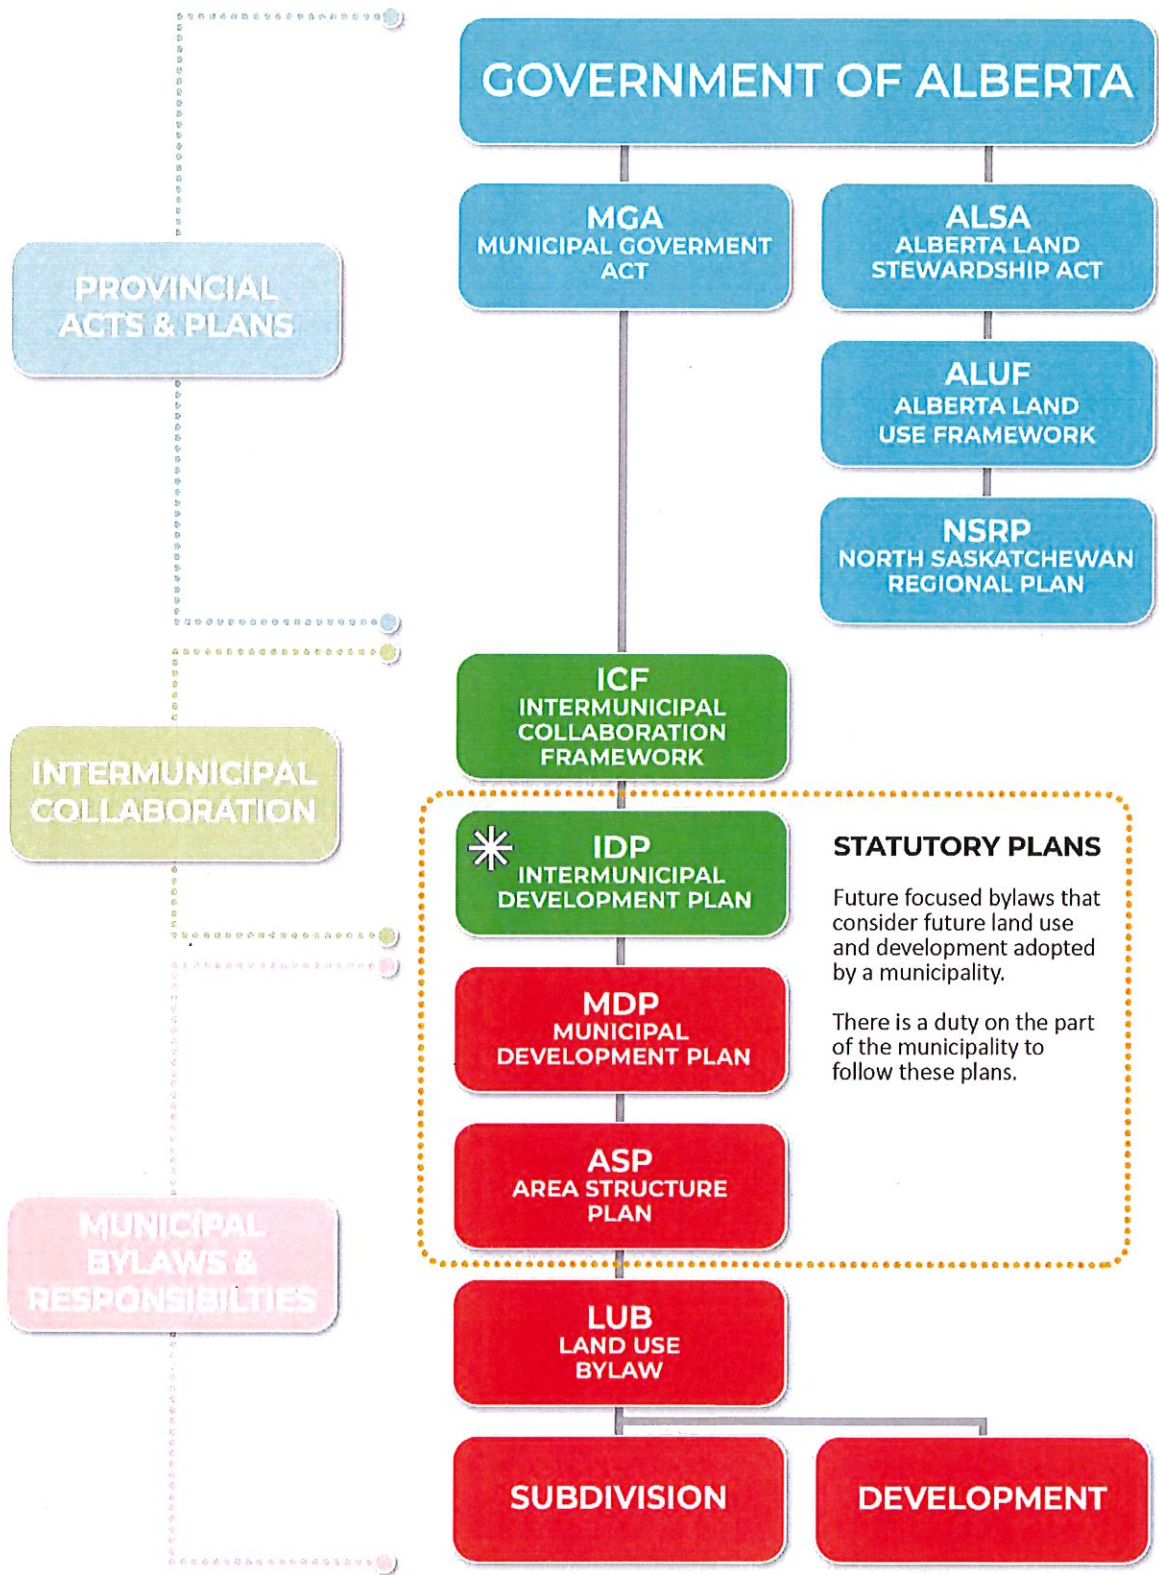 GOVERNMENT OF ALBERTA
MGA
MUNICIPAL GOVERMENT
ACT
ALSA
ALBERTA LAND
STEWARDSHIP ACT
PROVINCIAL
ACTS & PLANS
ALUF
ALBERTA LAND
USE FRAMEWORK
NSRP
NORTH SASKATCHEWAN
REGIONAL PLAN
ICF
INTERMUNICIPAL
COLLABORATION
FRAMEWORK
INTERMUNICIPAL
COLLABORATION
IDP
INTERMUNICIPAL
DEVELOPMENT PLAN
STATUTORY PLANS
Future focused bylaws that
consider future land use
and development adopted
by a municipality.
There is a duty on the part
of the municipality to
follow these plans.
MDP
MUNICIPAL
DEVELOPMENT PLAN
ASP
AREA STRUCTURE
PLAN
MUNICIPAL
BYLAWS &
RESPONSIBILTIES
LUB
LAND USE
BYLAW
SUBDIVISION
DEVELOPMENT